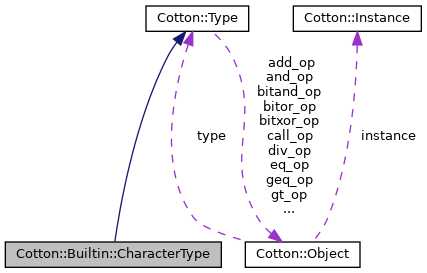 Cotton::Type
Cotton::Instance
add_op
and_op
bitand_op
bitor_op
bitxor_op
call_op
div_op
eq_op
geq_op
gt_op
...
type
instance
Cotton::Builtin::CharacterType
Cotton::Object